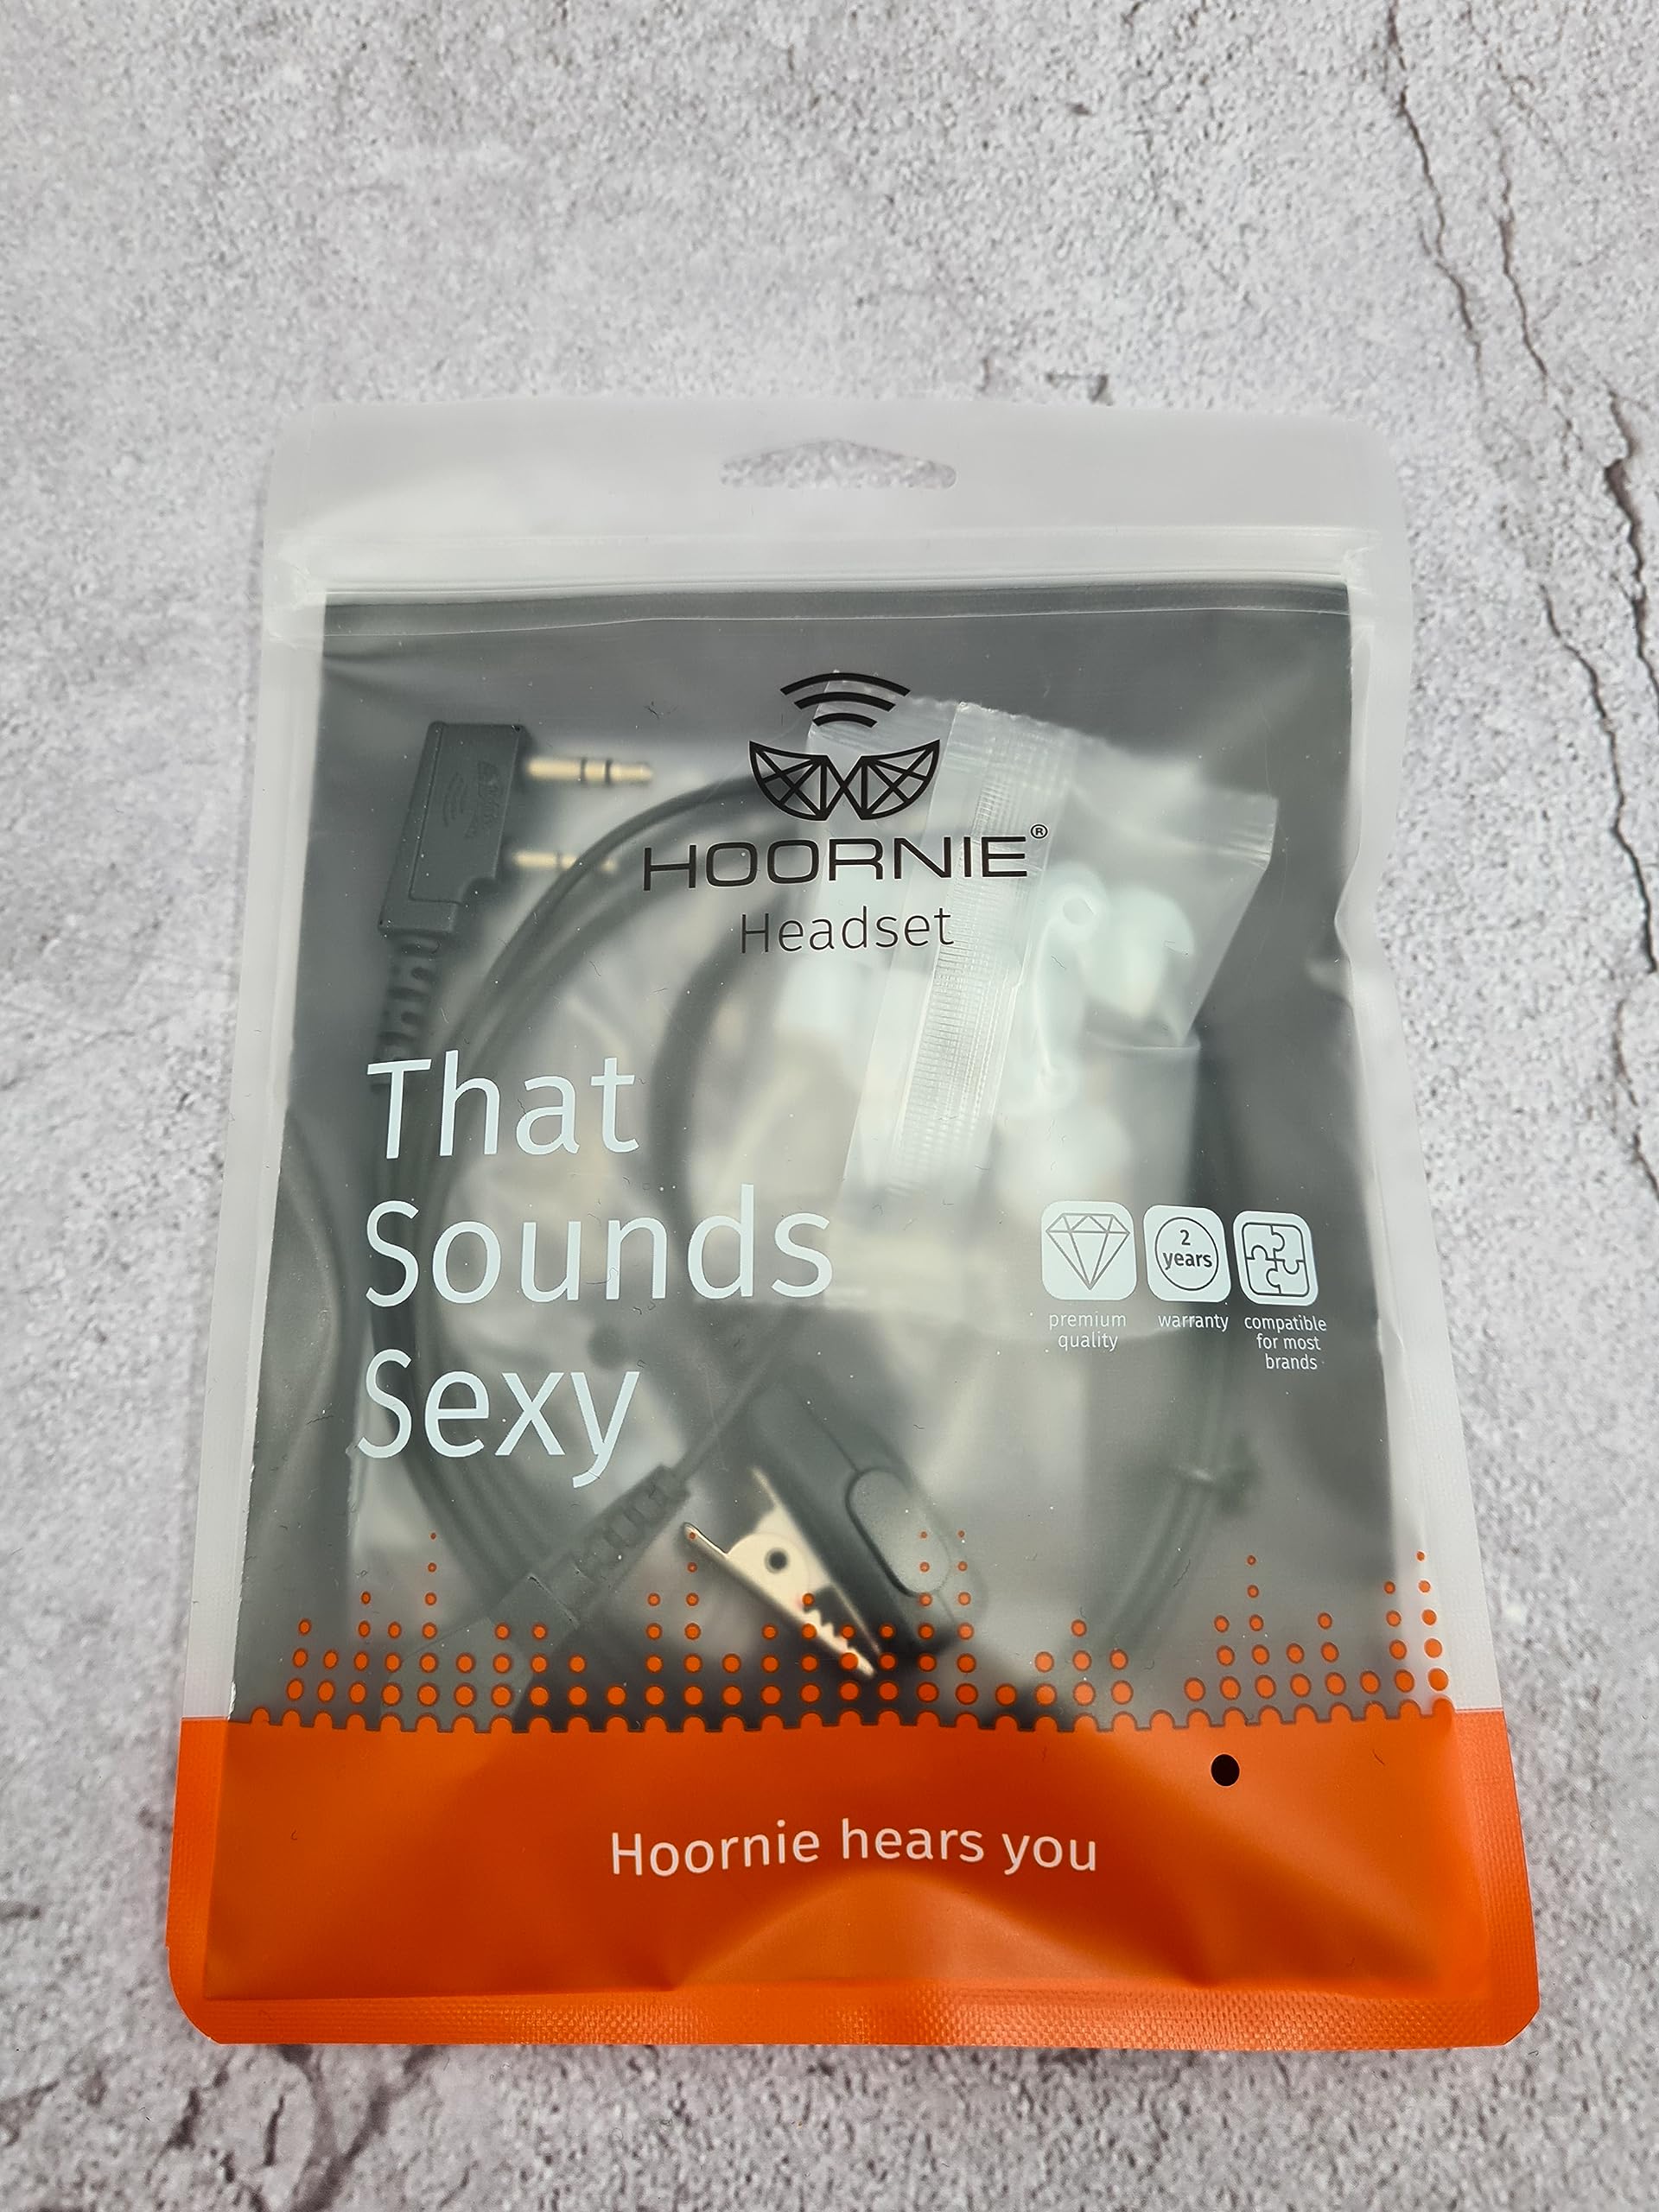 HOORNIE®
Headset
That
Sounds
Sexy
2
years
premium
quality
warranty
compatible
for most
brands
Hoornie hears you